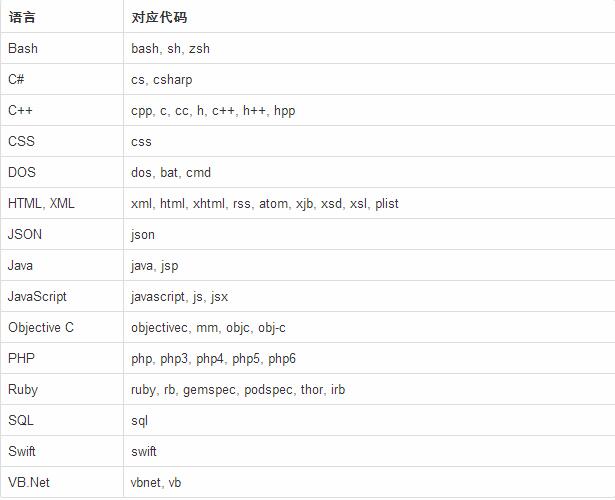 语言 对应代码
Bash bash, sh, zsh
C# cs, csharp
C++ cpp, c, cc, h, c++, h++, hpp
CSS css
DOS dos, bat, cmd
HTML, XML xml, html, xhtml, rss, atom, xjb, xsd, xsl, plist
JSON json
Java java, jsp
JavaScript javascript, js, jsx
Objective C objectivec, mm, objc, obj-c
PHP php, php3, php4, php5, php6
Ruby ruby, rb, gemspec, podspec, thor, irb
SQL sql
Swift swift
VB.Net vbnet, vb